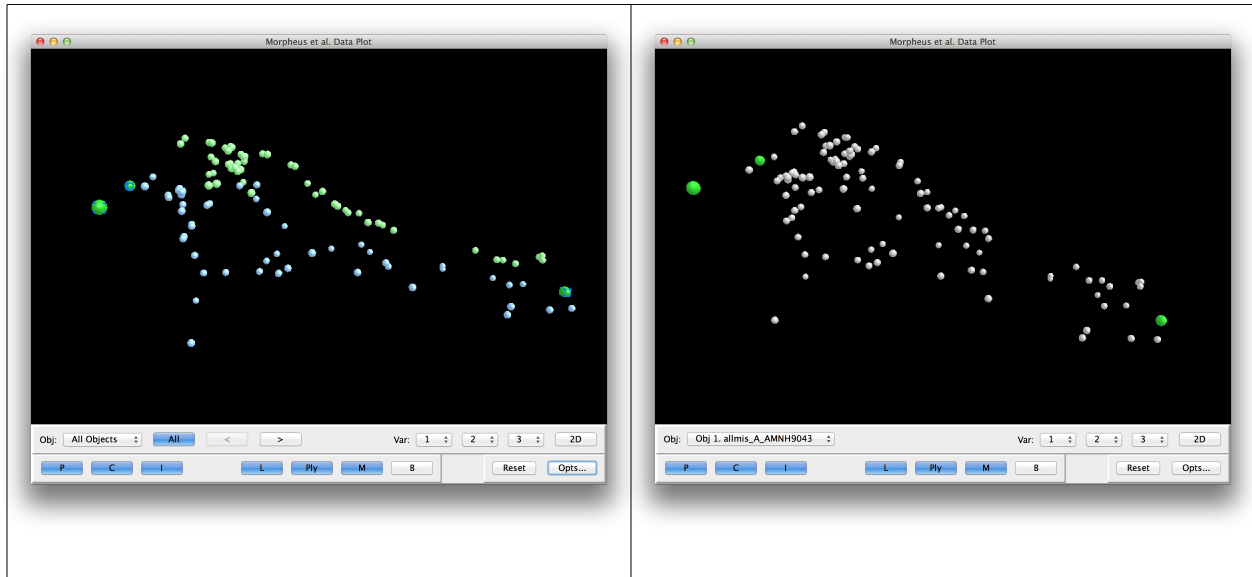 Morpheus et al. Data Plot
Obj: All Objects All < > Var: 1 2 3 2D
P C I L Ply M B Reset Opts...
Morpheus et al. Data Plot
Obj: Obj 1. allmis_A_AMNH9043 Var: 1 2 3 2D
P C I L Ply M B Reset Opts...